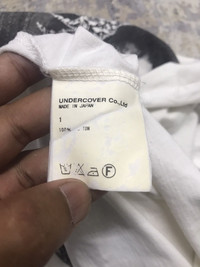 UNDERCOVER Co.,Ltd
MADE IN JAPAN
1
100%
F